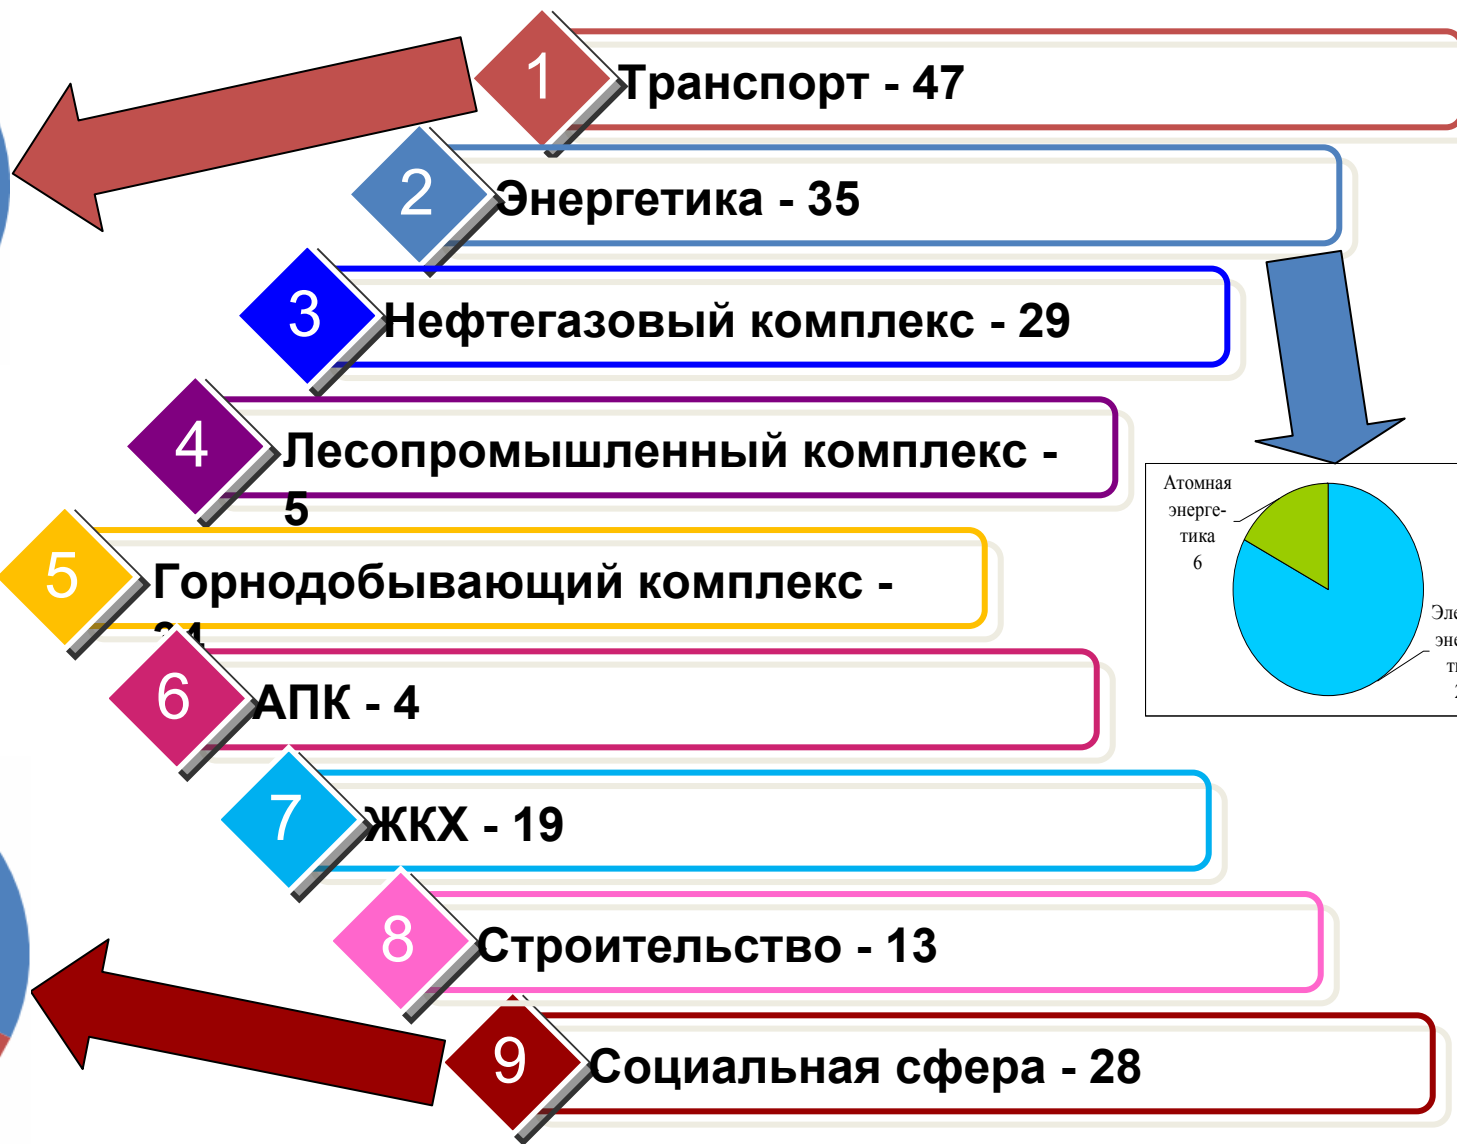 1
Транспорт - 47
2
Энергетика - 35
3
Нефтегазовый комплекс - 29
4
Лесопромышленный комплекс -
5
5
Горнодобывающий комплекс -
6
АПК - 4
7
ЖКХ - 19
8
Строительство - 13
9
Социальная сфера - 28
Атомная
энерге-
тика
6